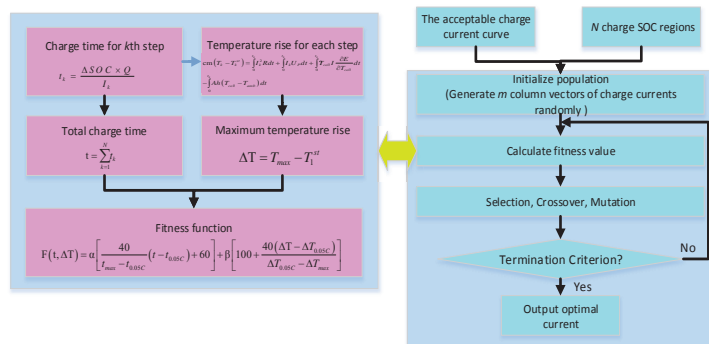 Charge time for kth step
t_k = ΔSOC × Q / I_k
Temperature rise for each step
Total charge time
t = ∑_{k=1}^{N} t_k
Maximum temperature rise
ΔT = T_max − T_1^{st}
Fitness function
F(t, ΔT) = α[40/(t_max − t_0.05C) (t − t_0.05C) + 60] + β[100 + 40(ΔT − ΔT_0.05C)/(ΔT_0.05C − ΔT_max)]
The acceptable charge
current curve
N charge SOC regions
Initialize population
(Generate m column vectors of charge currents
randomly )
Calculate fitness value
Selection, Crossover, Mutation
Termination Criterion?
No
Yes
Output optimal
current